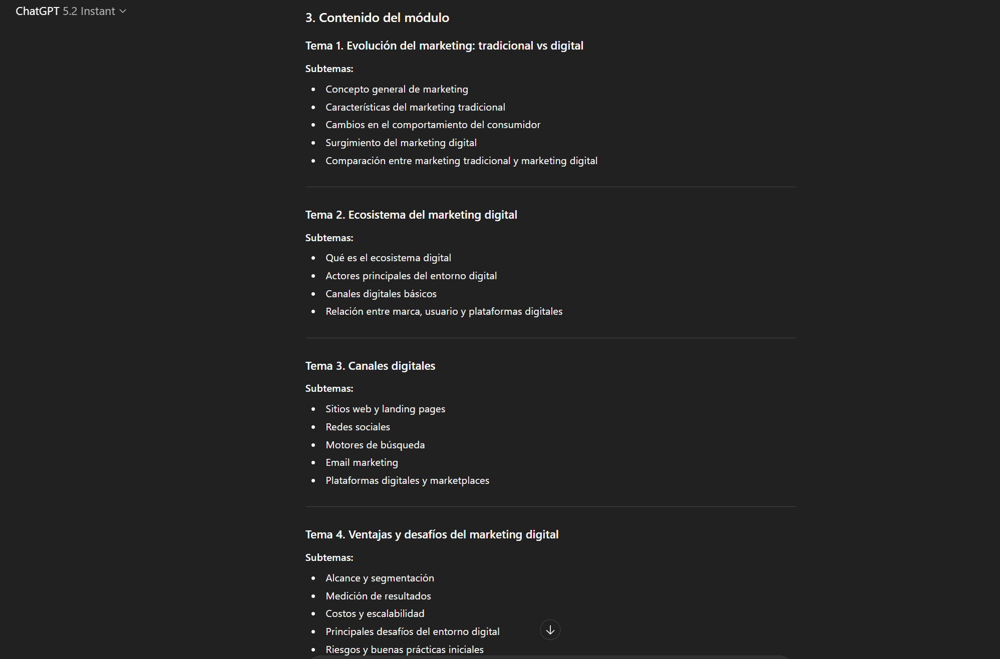 ChatGPT 5.2 Instant
3. Contenido del módulo
Tema 1. Evolución del marketing: tradicional vs digital
Subtemas:
Concepto general de marketing
Características del marketing tradicional
Cambios en el comportamiento del consumidor
Surgimiento del marketing digital
Comparación entre marketing tradicional y marketing digital
Tema 2. Ecosistema del marketing digital
Subtemas:
Qué es el ecosistema digital
Actores principales del entorno digital
Canales digitales básicos
Relación entre marca, usuario y plataformas digitales
Tema 3. Canales digitales
Subtemas:
Sitios web y landing pages
Redes sociales
Motores de búsqueda
Email marketing
Plataformas digitales y marketplaces
Tema 4. Ventajas y desafíos del marketing digital
Subtemas:
Alcance y segmentación
Medición de resultados
Costos y escalabilidad
Principales desafíos del entorno digital
Riesgos y buenas prácticas iniciales